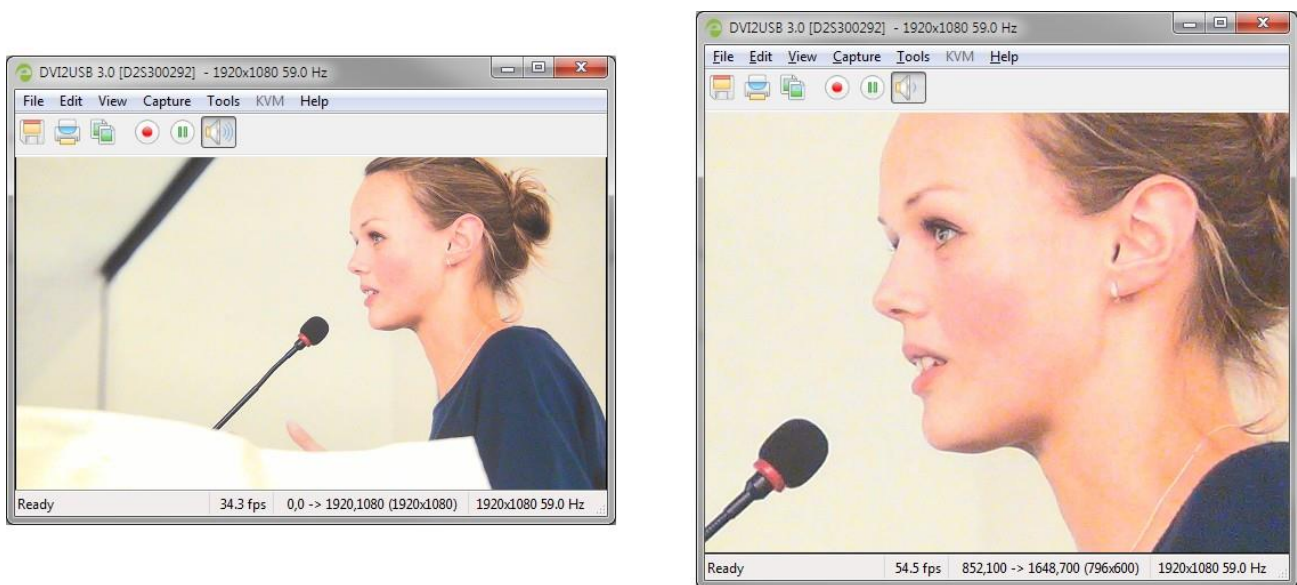 DVI2USB 3.0 [D2S300292] - 1920x1080 59.0 Hz
File Edit View Capture Tools KVM Help
Ready 34.3 fps 0,0 -> 1920,1080 (1920x1080) 1920x1080 59.0 Hz
DVI2USB 3.0 [D2S300292] - 1920x1080 59.0 Hz
File Edit View Capture Tools KVM Help
Ready 54.5 fps 852,100 -> 1648,700 (796x600) 1920x1080 59.0 Hz